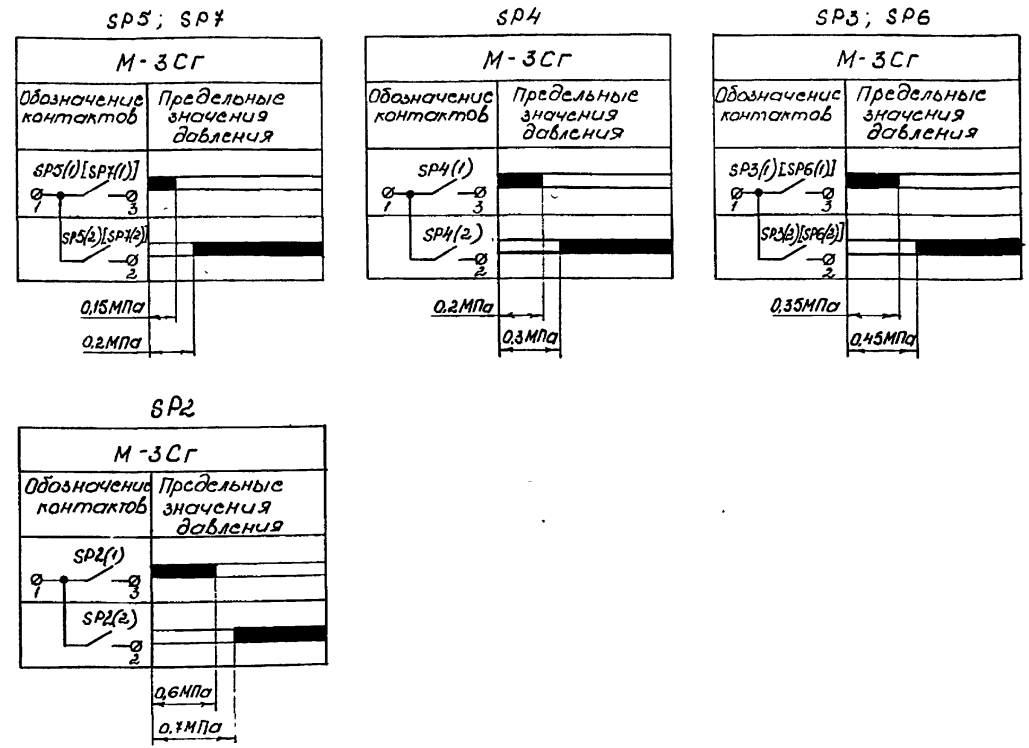 SP5; SP7
М-3Сг
Обозначение
контактов
Предельные
значения
давления
SP5(1)[SP7(1)]
1
3
SP5(2)[SP7(2)]
2
0,15МПа
0,2МПа
SP4
М-3Сг
Обозначение
контактов
Предельные
значения
давления
SP4(1)
1
3
SP4(2)
2
0,2МПа
0,3МПа
SP3; SP6
М-3Сг
Обозначение
контактов
Предельные
значения
давления
SP3(1)[SP6(1)]
1
3
SP3(2)[SP6(2)]
2
0,35МПа
0,45МПа
SP2
М-3Сг
Обозначение
контактов
Предельные
значения
давления
SP2(1)
1
3
SP2(2)
2
0,6МПа
0,7МПа